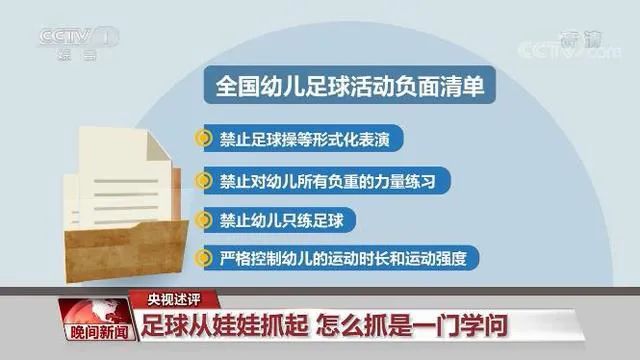 CCTV 1
综合
高清
CCTV.com
全国幼儿足球活动负面清单
禁止足球操等形式化表演
禁止对幼儿所有负重的力量练习
禁止幼儿只练足球
严格控制幼儿的运动时长和运动强度
央视述评
晚间新闻
足球从娃娃抓起 怎么抓是一门学问